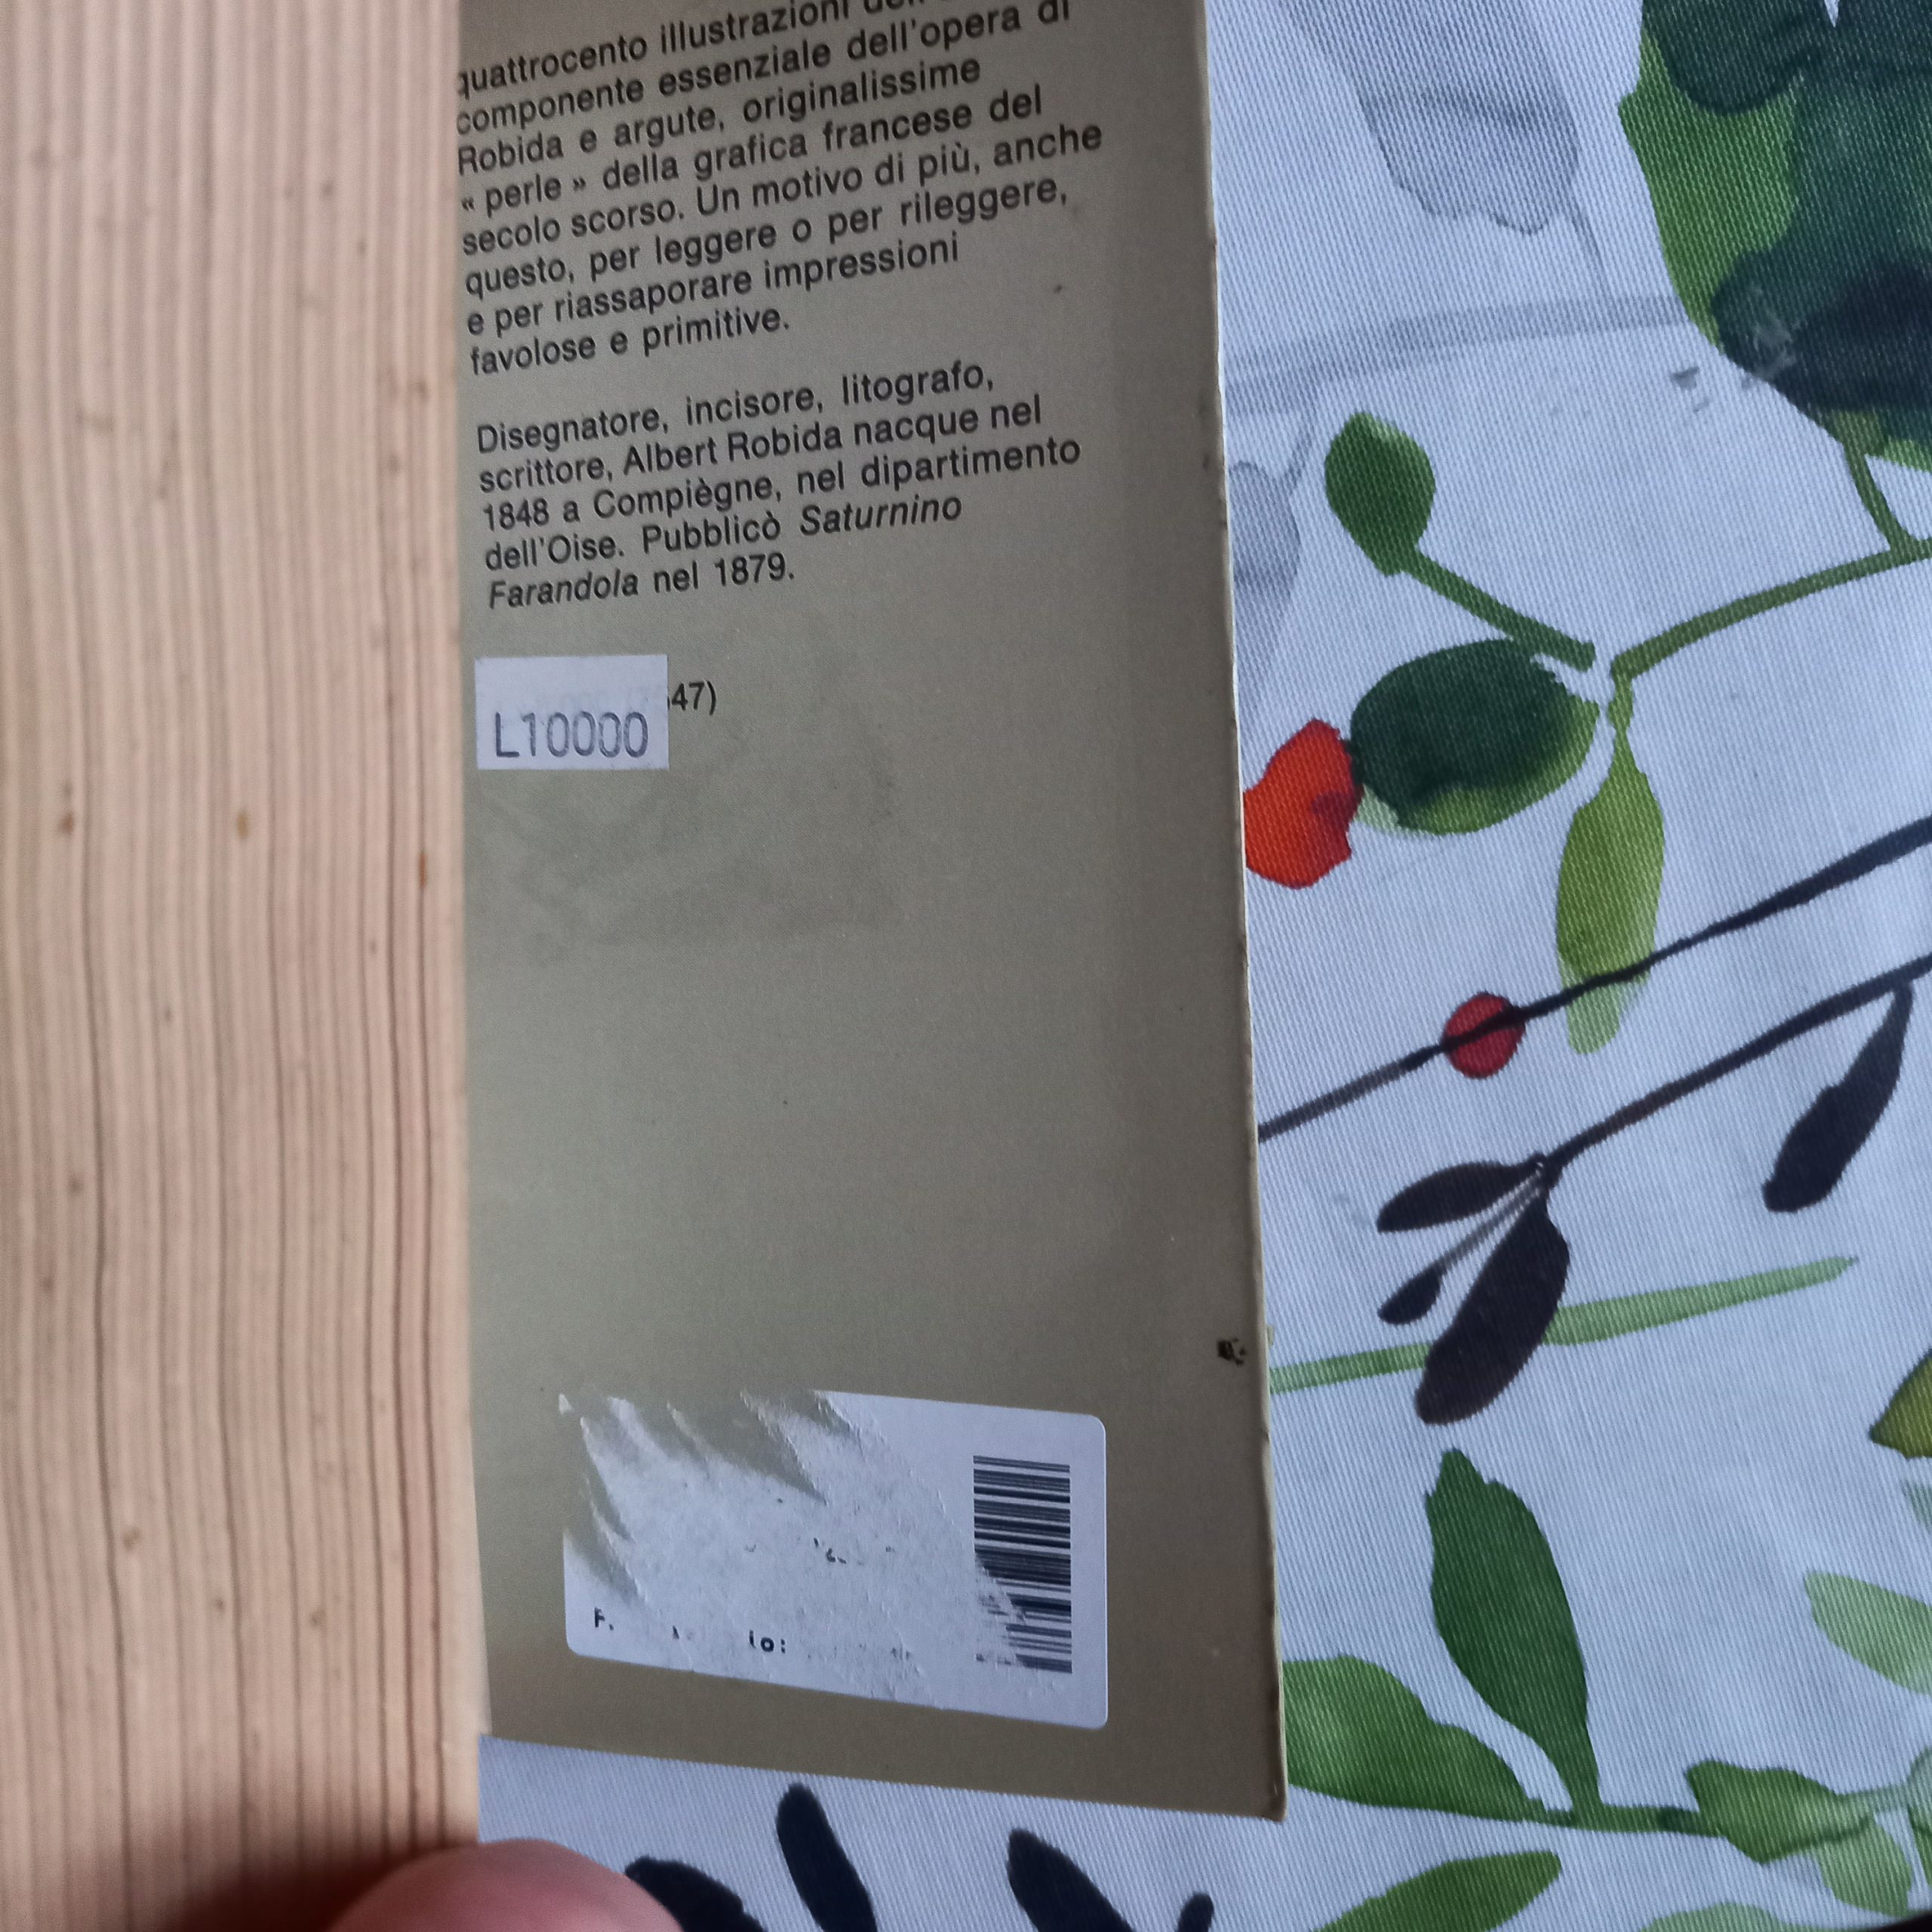 quattrocento illustrazioni
componente essenziale dell'opera di
Robida e argute, originalissime
« perle » della grafica francese del
secolo scorso. Un motivo di più, anche
questo, per leggere o per rileggere,
e per riassaporare impressioni
favolose e primitive.
Disegnatore, incisore, litografo,
scrittore, Albert Robida nacque nel
1848 a Compiègne, nel dipartimento
dell'Oise. Pubblicò Saturnino
Farandola nel 1879.
47)
L10000
F. io: